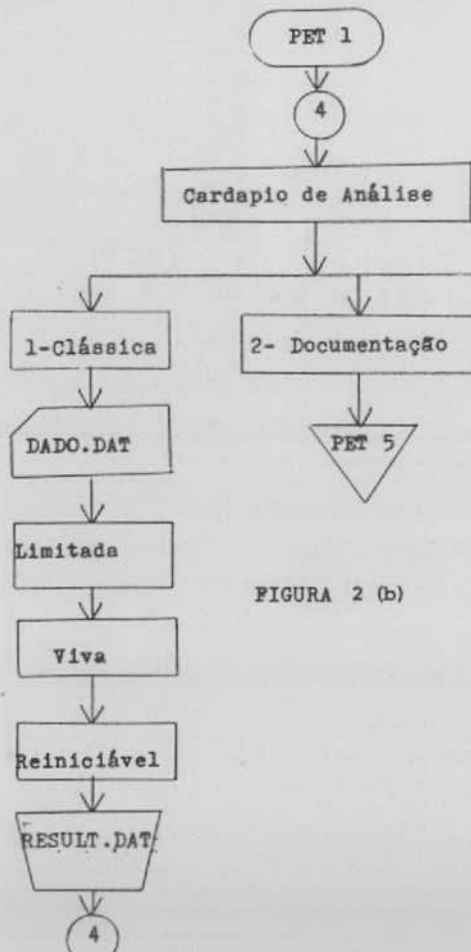 PET 1
4
Cardapio de Análise
1-Clássica
2- Documentação
DADO.DAT
PET 5
Limitada
FIGURA 2 (b)
Viva
Reiniciável
RESULT.DAT
4